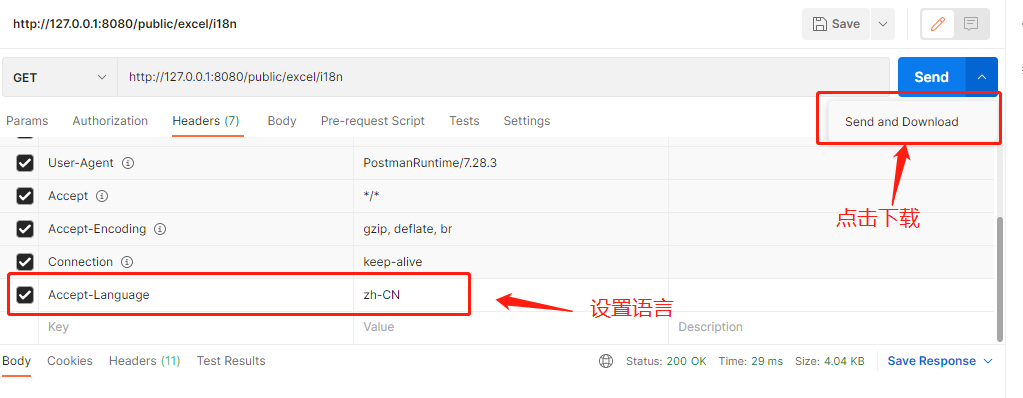 http://127.0.0.1:8080/public/excel/i18n
Save
GET
http://127.0.0.1:8080/public/excel/i18n
Send
Params
Authorization
Headers (7)
Body
Pre-request Script
Tests
Settings
Send and Download
User-Agent
PostmanRuntime/7.28.3
Accept
*/*
点击下载
Accept-Encoding
gzip, deflate, br
Connection
keep-alive
Accept-Language
zh-CN
设置语言
Key
Value
Description
Body
Cookies
Headers (11)
Test Results
Status: 200 OK
Time: 29 ms
Size: 4.04 KB
Save Response